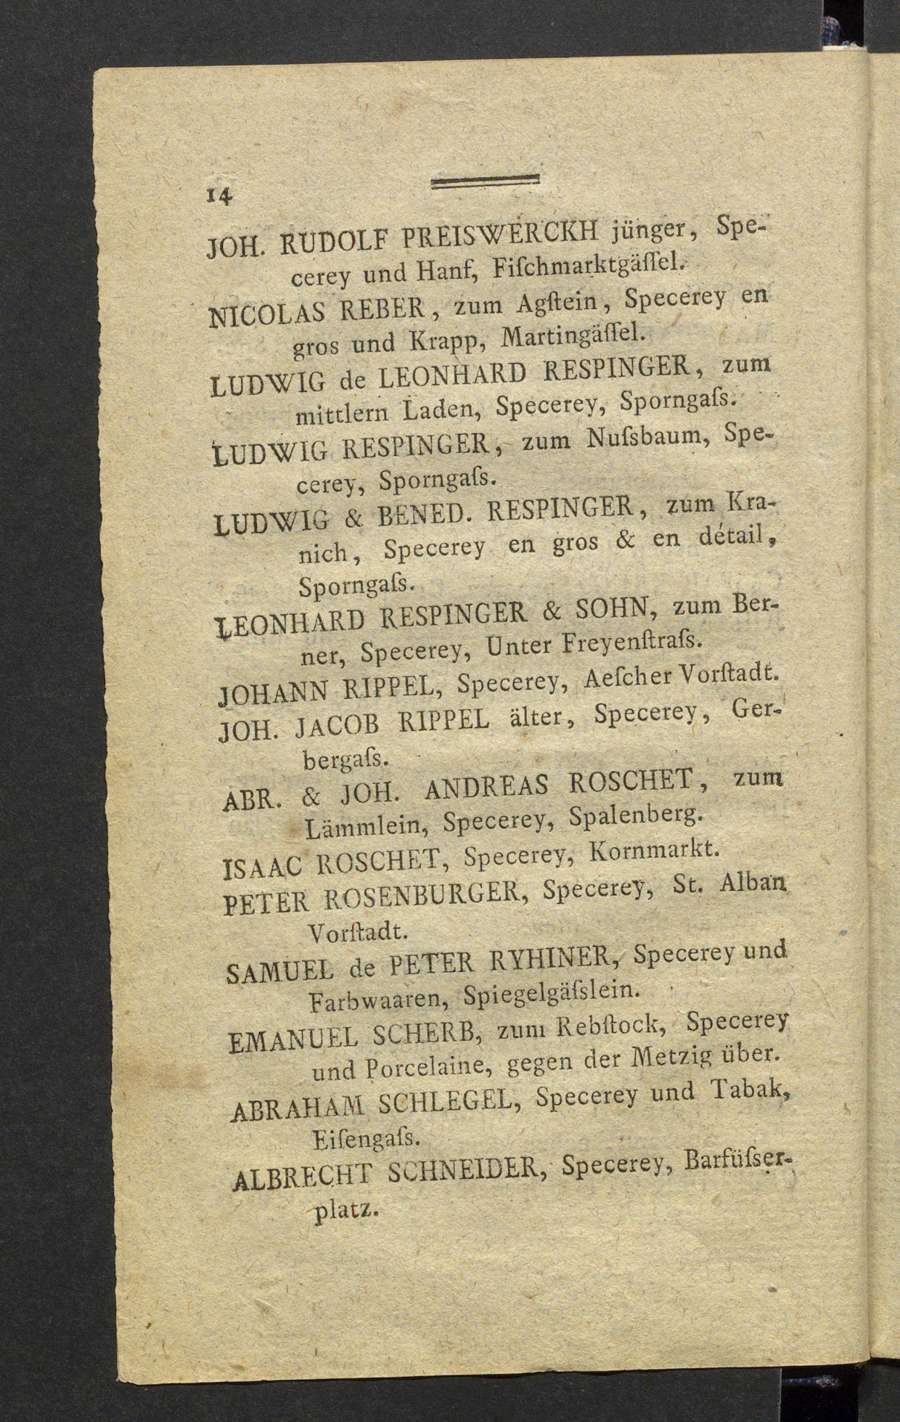 14
JOH. RUDOLF PREISWERCKH jünger, Spe-
cerey und Hanf, Fiſchmarktgäſſel.
NICOLAS REBER, zum Agſtein, Specerey en
gros und Krapp, Martingäſſel.
LUDWIG de LEONHARD RESPINGER, zum
mittlern Laden, Specerey, Sporngaſs.
LUDWIG RESPINGER, zum Nuſsbaum, Spe-
cerey, Sporngaſs.
LUDWIG & BENED. RESPINGER, zum Kra-
nich, Specerey en gros & en détail,
Sporngaſs.
LEONHARD RESPINGER & SOHN, zum Ber-
ner, Specerey, Unter Freyenſtraſs.
JOHANN RIPPEL, Specerey, Aeſcher Vorſtadt.
JOH. JACOB RIPPEL älter, Specerey, Ger-
bergaſs.
ABR. & JOH. ANDREAS ROSCHET, zum
Lämmlein, Specerey, Spalenberg.
ISAAC ROSCHET, Specerey, Kornmarkt.
PETER ROSENBURGER, Specerey, St. Alban
Vorſtadt.
SAMUEL de PETER RYHINER, Specerey und
Farbwaaren, Spiegelgäſslein.
EMANUEL SCHERB, zum Rebſtock, Specerey
und Porcelaine, gegen der Metzig über.
ABRAHAM SCHLEGEL, Specerey und Tabak,
Eiſengaſs.
ALBRECHT SCHNEIDER, Specerey, Barfüſser-
platz.